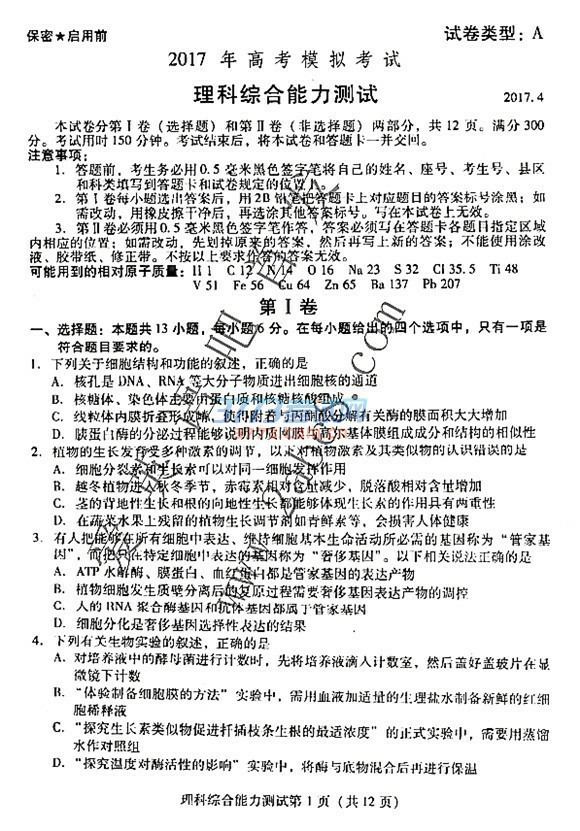 保密★启用前
试卷类型：A
2017 年高考模拟考试
理科综合能力测试
2017.4
本试卷分第Ⅰ卷（选择题）和第Ⅱ卷（非选择题）两部分，共 12 页。满分 300
分。考试用时 150 分钟。考试结束后，将本试卷和答题卡一并交回。
注意事项：
1. 答题前，考生务必用 0.5 毫米黑色签字笔将自己的姓名、座号、考生号、县区
和科类填写到答题卡和试卷规定的位置上。
2. 第Ⅰ卷每小题选出答案后，用 2B 铅笔把答题卡上对应题目的答案标号涂黑；如
需改动，用橡皮擦干净后，再选涂其他答案标号。写在本试卷上无效。
3. 第Ⅱ卷必须用 0.5 毫米黑色签字笔作答，答案必须写在答题卡各题目指定区域
内相应的位置；如需改动，先划掉原来的答案，然后再写上新的答案；不能使用涂改
液、胶带纸、修正带。不按以上要求作答的答案无效。
可能用到的相对原子质量：H 1 C 12 N 14 O 16 Na 23 S 32 Cl 35.5 Ti 48
V 51 Fe 56 Cu 64 Zn 65 Ba 137 Pb 207
第Ⅰ卷
一、选择题：本题共 13 小题，每小题 6 分。在每小题给出的四个选项中，只有一项是
符合题目要求的。
1. 下列关于细胞结构和功能的叙述，正确的是
A. 核孔是 DNA、RNA 等大分子物质进出细胞核的通道
B. 核糖体、染色体主要由蛋白质和核糖核酸组成
C. 线粒体内膜折叠形成嵴，使得附着与丙酮酸分解有关酶的膜面积大大增加
D. 胰蛋白酶的分泌过程能够说明内质网膜与高尔基体膜组成成分和结构的相似性
2. 植物的生长发育受多种激素的调节，以下对植物激素及其类似物的认识错误的是
A. 细胞分裂素和生长素可以对同一细胞发挥作用
B. 越冬植物进入秋冬季节，赤霉素相对含量减少，脱落酸相对含量增加
C. 茎的背地性生长和根的向地性生长都能够体现生长素的作用具有两重性
D. 在蔬菜水果上残留的植物生长调节剂如青鲜素等，会损害人体健康
3. 有人把能够在所有细胞中表达、维持细胞基本生命活动所必需的基因称为“管家基
因”，而把只在特定细胞中表达的基因称为“奢侈基因”。以下相关说法正确的是
A. ATP 水解酶、膜蛋白、血红蛋白都是管家基因的表达产物
B. 植物细胞发生质壁分离后的复原过程需要奢侈基因表达产物的调控
C. 人的 RNA 聚合酶基因和抗体基因都属于管家基因
D. 细胞分化是奢侈基因选择性表达的结果
4. 下列有关生物实验的叙述，正确的是
A. 对培养液中的酵母菌进行计数时，先将培养液滴入计数室，然后盖好盖玻片在显
微镜下计数
B. “体验制备细胞膜的方法”实验中，需用血液加适量的生理盐水制备新鲜的红细
胞稀释液
C. “探究生长素类似物促进扦插枝条生根的最适浓度”的正式实验中，需要用蒸馏
水作对照组
D. “探究温度对酶活性的影响”实验中，将酶与底物混合后再进行保温
理科综合能力测试第 1 页（共 12 页）